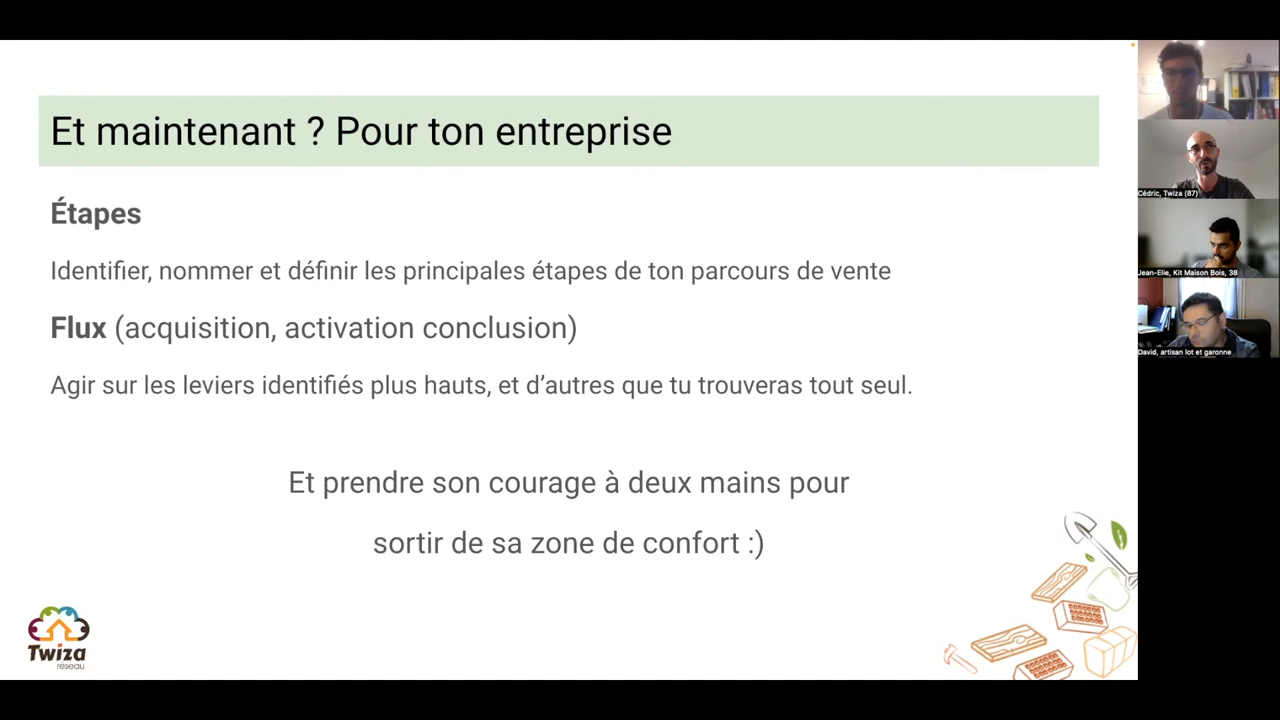 Et maintenant ? Pour ton entreprise
Étapes
Identifier, nommer et définir les principales étapes de ton parcours de vente
Flux (acquisition, activation conclusion)
Agir sur les leviers identifiés plus hauts, et d’autres que tu trouveras tout seul.
Et prendre son courage à deux mains pour
sortir de sa zone de confort :)
Twiza
réseau
Cédric, Twiza (87)
Jean-Elie, Kit Maison Bois, 38
David, artisan lot et garonne